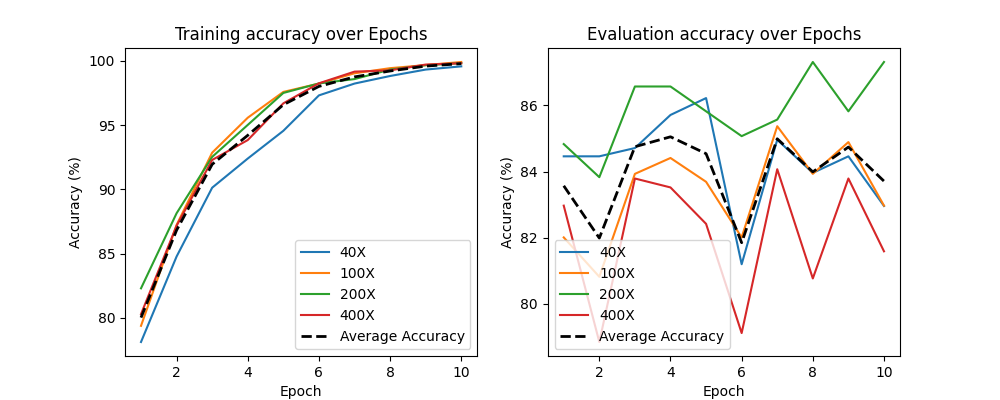 Training accuracy over Epochs
Accuracy (%)
100
95
90
85
80
2
4
6
8
10
Epoch
40X
100X
200X
400X
Average Accuracy
Evaluation accuracy over Epochs
Accuracy (%)
86
84
82
80
2
4
6
8
10
Epoch
40X
100X
200X
400X
Average Accuracy